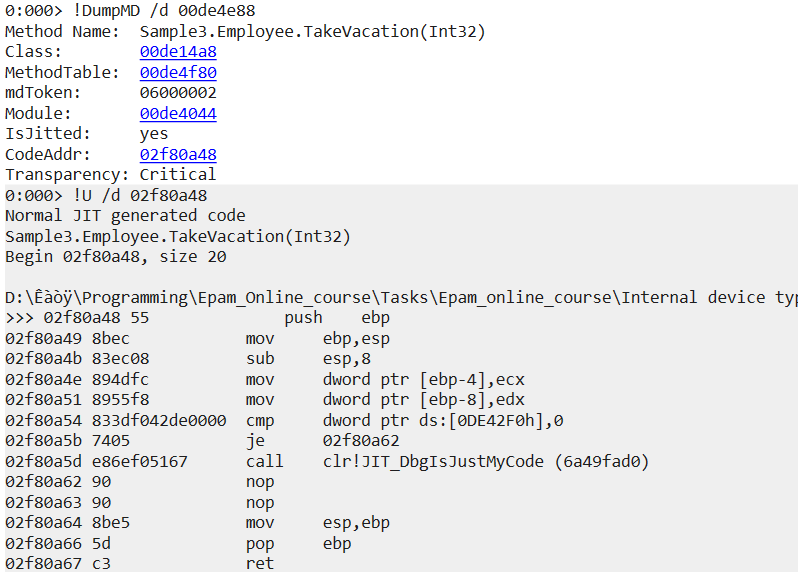 0:000> !DumpMD /d 00de4e88
Method Name:  Sample3.Employee.TakeVacation(Int32)
Class:        00de14a8
MethodTable:  00de4f80
mdToken:      06000002
Module:       00de4044
IsJitted:     yes
CodeAddr:     02f80a48
Transparency: Critical
0:000> !U /d 02f80a48
Normal JIT generated code
Sample3.Employee.TakeVacation(Int32)
Begin 02f80a48, size 20
D:\Êàòÿ\Programming\Epam_Online_course\Tasks\Epam_online_course\Internal device typ
>>> 02f80a48 55              push    ebp
02f80a49 8bec            mov     ebp,esp
02f80a4b 83ec08          sub     esp,8
02f80a4e 894dfc          mov     dword ptr [ebp-4],ecx
02f80a51 8955f8          mov     dword ptr [ebp-8],edx
02f80a54 833df042de0000  cmp     dword ptr ds:[0DE42F0h],0
02f80a5b 7405            je      02f80a62
02f80a5d e86ef05167      call    clr!JIT_DbgIsJustMyCode (6a49fad0)
02f80a62 90              nop
02f80a63 90              nop
02f80a64 8be5            mov     esp,ebp
02f80a66 5d              pop     ebp
02f80a67 c3              ret